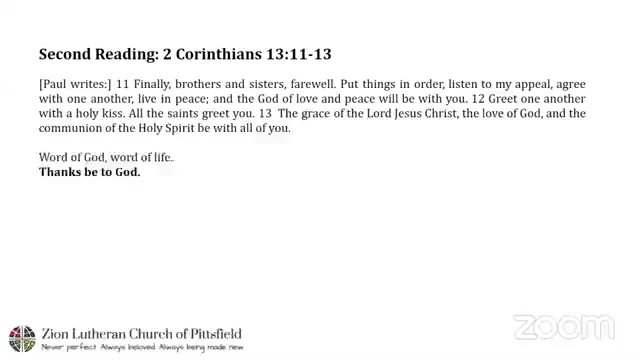 Second Reading: 2 Corinthians 13:11-13
[Paul writes:] 11 Finally, brothers and sisters, farewell. Put things in order, listen to my appeal, agree
with one another, live in peace; and the God of love and peace will be with you. 12 Greet one another
with a holy kiss. All the saints greet you. 13 The grace of the Lord Jesus Christ, the love of God, and the
communion of the Holy Spirit be with all of you.
Word of God, word of life.
Thanks be to God.
Zion Lutheran Church of Pittsfield
Never perfect. Always beloved. Always being made new.
zoom